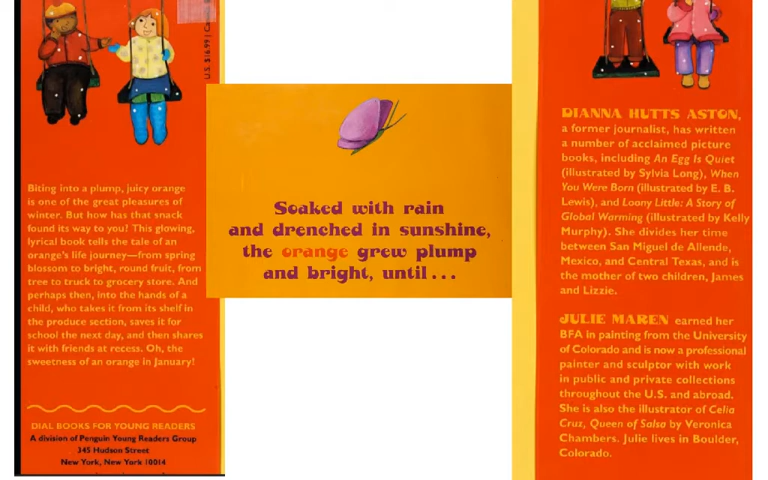 U.S. $16.99
Biting into a plump, juicy orange
is one of the great pleasures of
winter. But how has that snack
found its way to you? This glowing,
lyrical book tells the tale of an
orange's life journey—from spring
blossom to bright, round fruit, from
tree to truck to grocery store. And
perhaps then, into the hands of a
child, who takes it from its shelf in
the produce section, saves it for
school the next day, and then shares
it with friends at recess. Oh, the
sweetness of an orange in January!
DIAL BOOKS FOR YOUNG READERS
A division of Penguin Young Readers Group
345 Hudson Street
New York, New York 10014
Soaked with rain
and drenched in sunshine,
the orange grew plump
and bright, until...
DIANNA HUTTS ASTON,
a former journalist, has written
a number of acclaimed picture
books, including An Egg Is Quiet
(illustrated by Sylvia Long), When
You Were Born (illustrated by E. B.
Lewis), and Loony Little: A Story of
Global Warming (illustrated by Kelly
Murphy). She divides her time
between San Miguel de Allende,
Mexico, and Central Texas, and is
the mother of two children, James
and Lizzie.
JULIE MAREN earned her
BFA in painting from the University
of Colorado and is now a professional
painter and sculptor with work
in public and private collections
throughout the U.S. and abroad.
She is also the illustrator of Celia
Cruz, Queen of Salsa by Veronica
Chambers. Julie lives in Boulder,
Colorado.